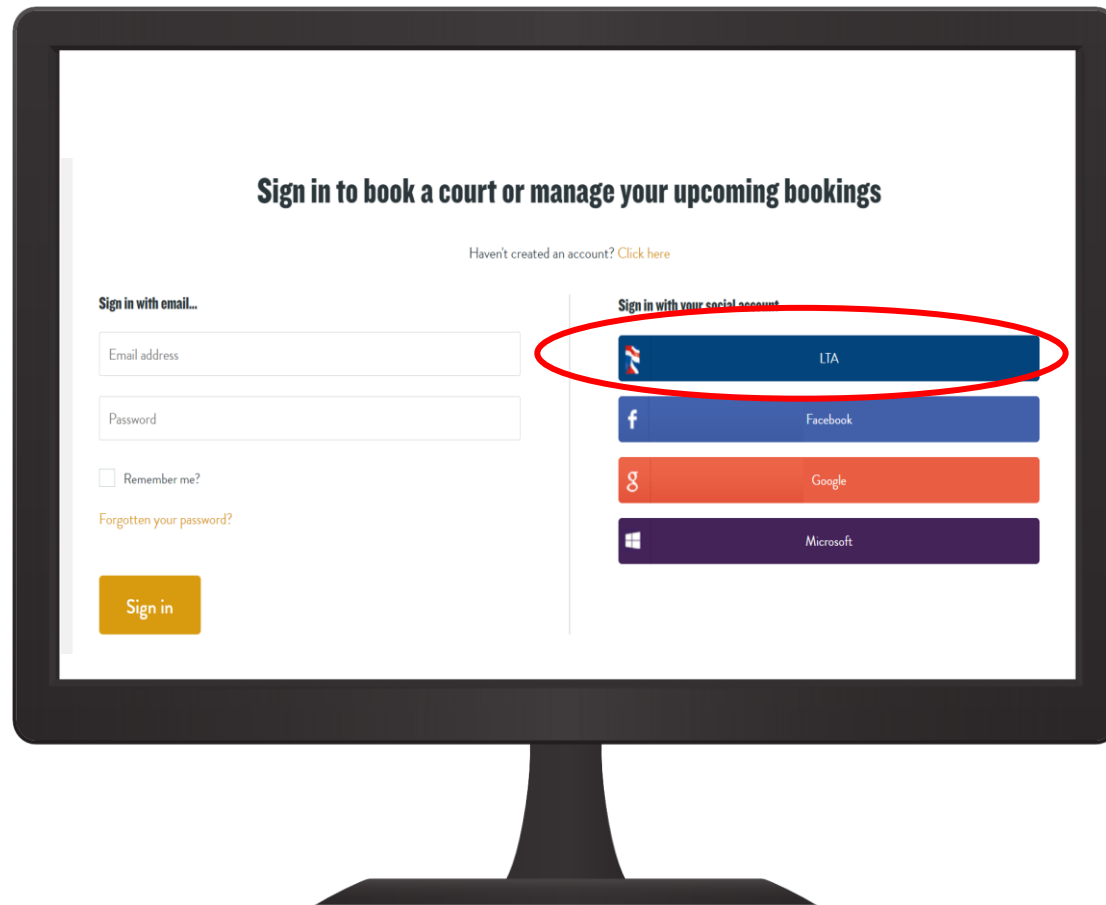 Sign in to book a court or manage your upcoming bookings
Haven't created an account? Click here
Sign in with email...
Email address
Password
Remember me?
Forgotten your password?
Sign in
Sign in with your social account
LTA
Facebook
Google
Microsoft